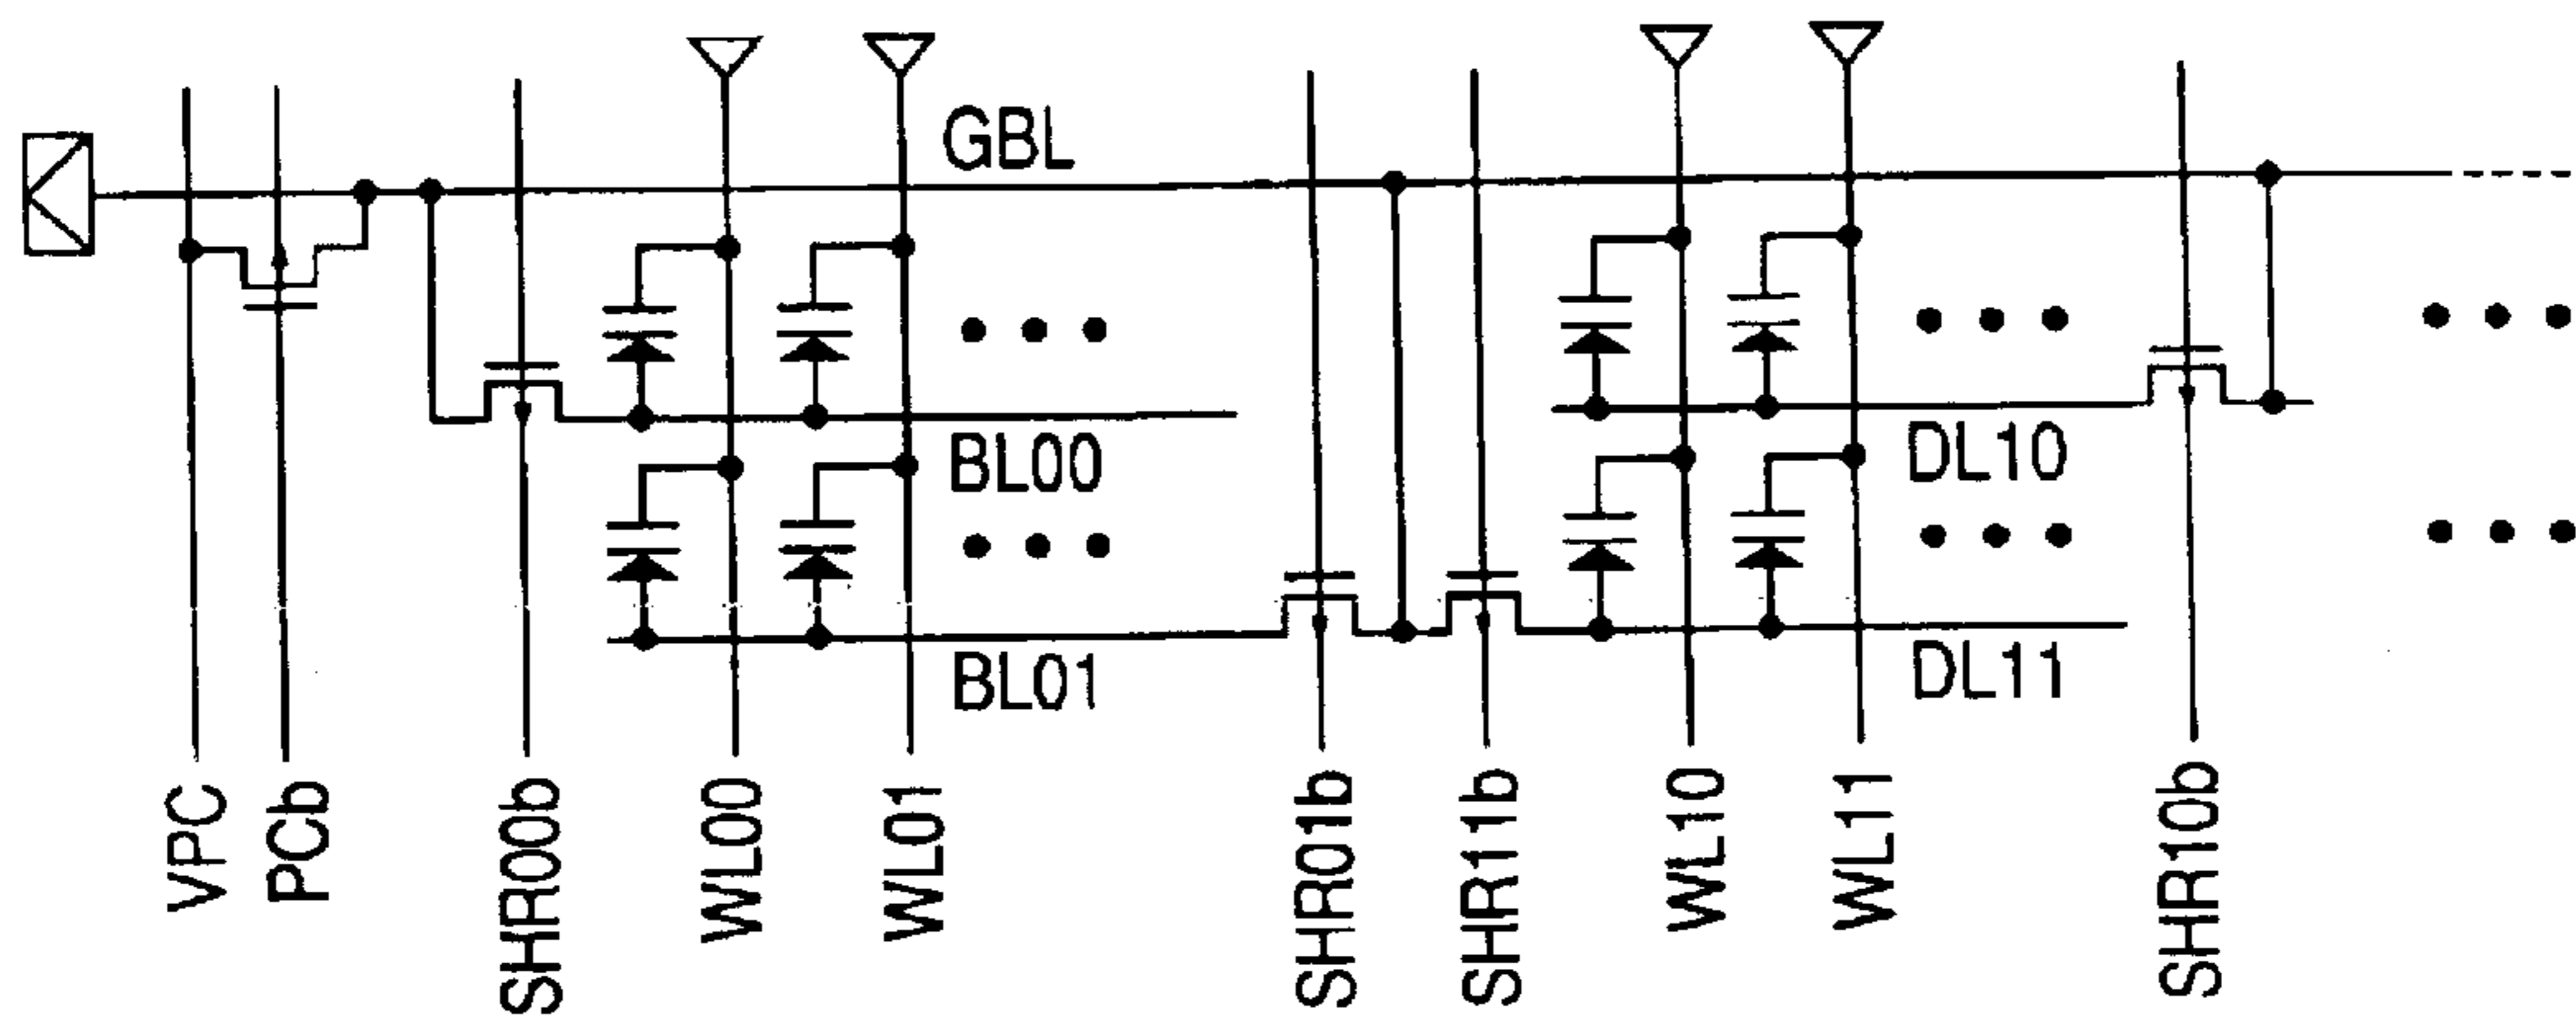 GBL
BL00
DL10
BL01
DL11
VPC
PCb
SHR00b
WL00
WL01
SHR01b
SHR11b
WL10
WL11
SHR10b